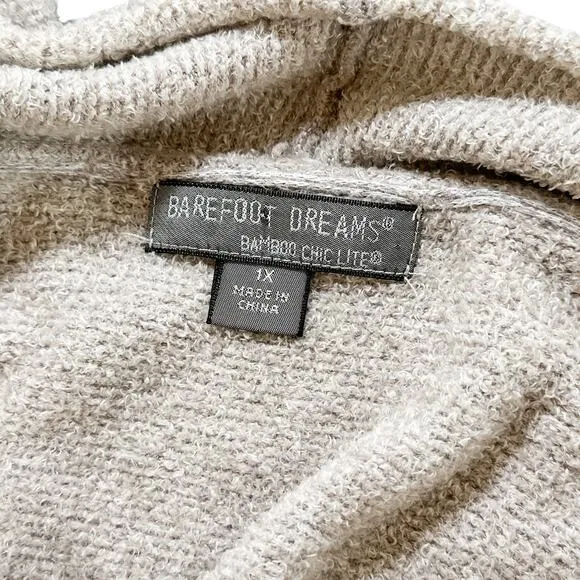 BAREFOOT DREAMS®
BAMBOO CHIC LITE®
1X
MADE IN
CHINA